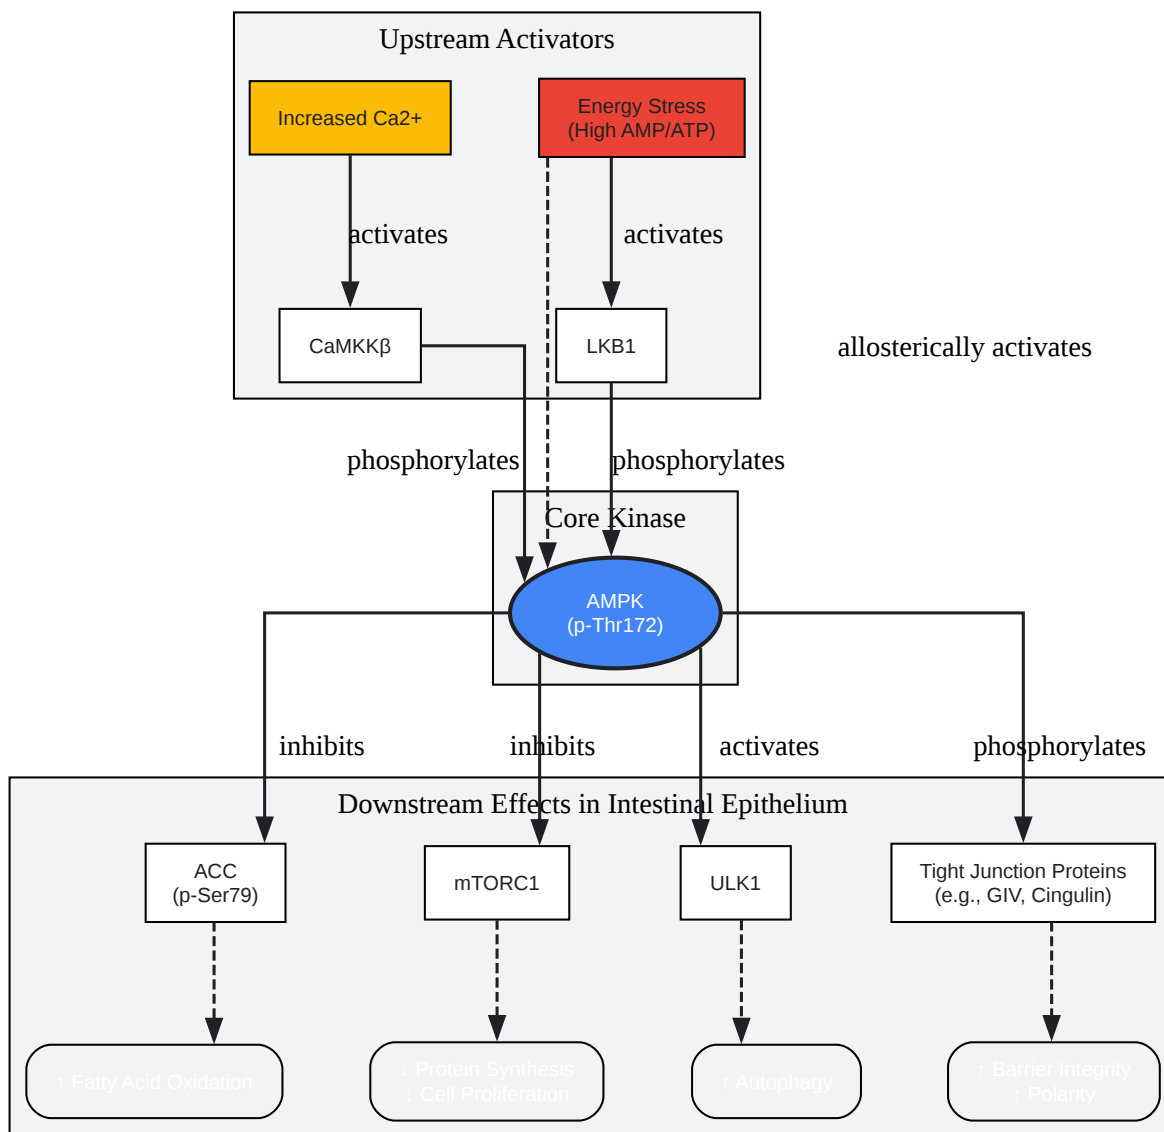 Upstream Activators
Increased Ca2+
Energy Stress
(High AMP/ATP)
activates
activates
CaMKKβ
LKB1
allosterically activates
phosphorylates
phosphorylates
Core Kinase
AMPK
(p-Thr172)
inhibits
inhibits
activates
phosphorylates
Downstream Effects in Intestinal Epithelium
ACC
(p-Ser79)
mTORC1
ULK1
Tight Junction Proteins
(e.g., GIV, Cingulin)
↑ Fatty Acid Oxidation
↓ Protein Synthesis
↓ Cell Proliferation
↑ Autophagy
↑ Barrier Integrity
↑ Polarity